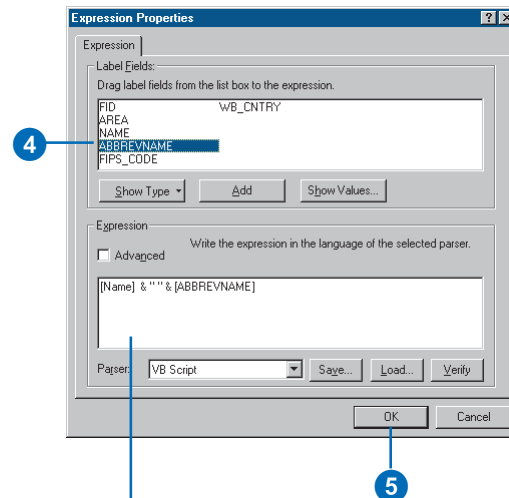 Expression Properties
Expression
Label Fields:
Drag label fields from the list box to the expression.
FID WB_CNTRY
AREA
NAME
ABBREVNAME
FIPS_CODE
4
Show Type Add Show Values...
Expression
Advanced Write the expression in the language of the selected parser.
[Name] & " " & [ABBREVNAME]
Parser: VB Script Save... Load... Verify
OK Cancel
5